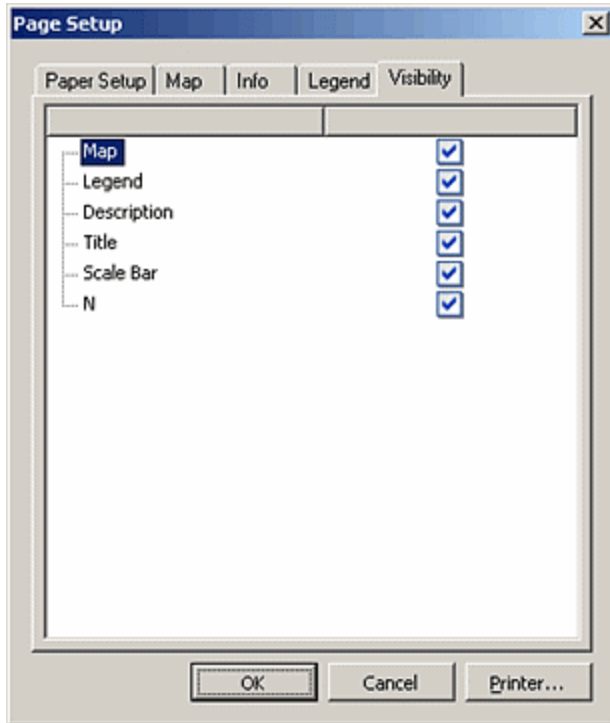 Page Setup
Paper Setup Map Info Legend Visibility
Map
Legend
Description
Title
Scale Bar
N
OK Cancel Printer...